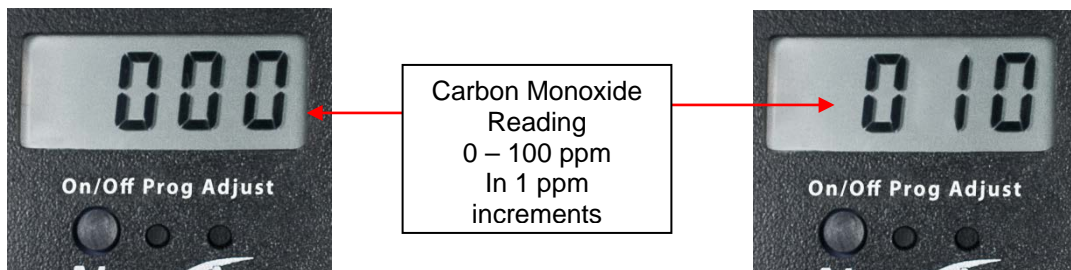 000
On/Off Prog Adjust
Carbon Monoxide
Reading
0 – 100 ppm
In 1 ppm
increments
010
On/Off Prog Adjust